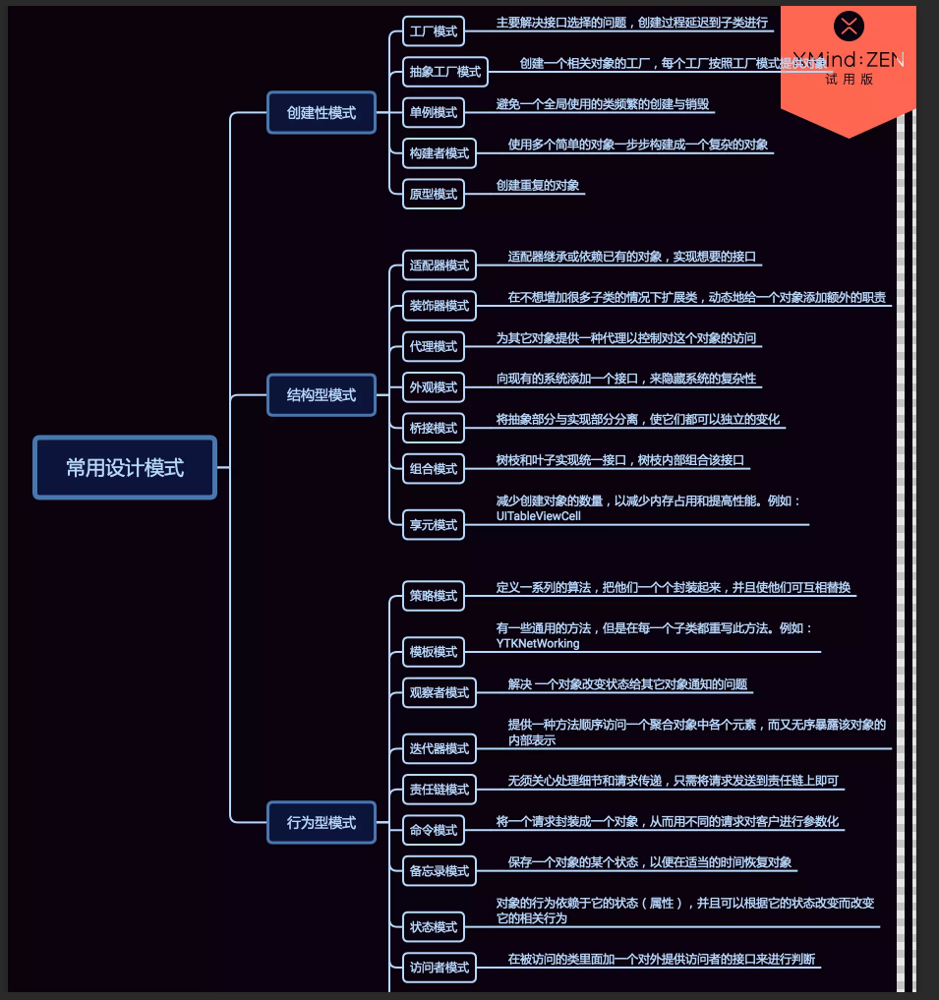 常用设计模式
创建性模式
工厂模式
主要解决接口选择的问题，创建过程延迟到子类进行
抽象工厂模式
创建一个相关对象的工厂，每个工厂按照工厂模式提供对象
单例模式
避免一个全局使用的类频繁的创建与销毁
构建者模式
使用多个简单的对象一步步构建成一个复杂的对象
原型模式
创建重复的对象
XMind:ZEN
试用版
结构型模式
适配器模式
适配器继承或依赖已有的对象，实现想要的接口
装饰器模式
在不想增加很多子类的情况下扩展类，动态地给一个对象添加额外的职责
代理模式
为其它对象提供一种代理以控制对这个对象的访问
外观模式
向现有的系统添加一个接口，来隐藏系统的复杂性
桥接模式
将抽象部分与实现部分分离，使它们都可以独立的变化
组合模式
树枝和叶子实现统一接口，树枝内部组合该接口
享元模式
减少创建对象的数量，以减少内存占用和提高性能。例如：
UITableViewCell
行为型模式
策略模式
定义一系列的算法，把他们一个个封装起来，并且使他们可互相替换
模板模式
有一些通用的方法，但是在每一个子类都重写此方法。例如：
YTKNetWorking
观察者模式
解决 一个对象改变状态给其它对象通知的问题
迭代器模式
提供一种方法顺序访问一个聚合对象中各个元素，而又无序暴露该对象的
内部表示
责任链模式
无须关心处理细节和请求传递，只需将请求发送到责任链上即可
命令模式
将一个请求封装成一个对象，从而用不同的请求对客户进行参数化
备忘录模式
保存一个对象的某个状态，以便在适当的时间恢复对象
状态模式
对象的行为依赖于它的状态（属性），并且可以根据它的状态改变而改变
它的相关行为
访问者模式
在被访问的类里面加一个对外提供访问者的接口来进行判断